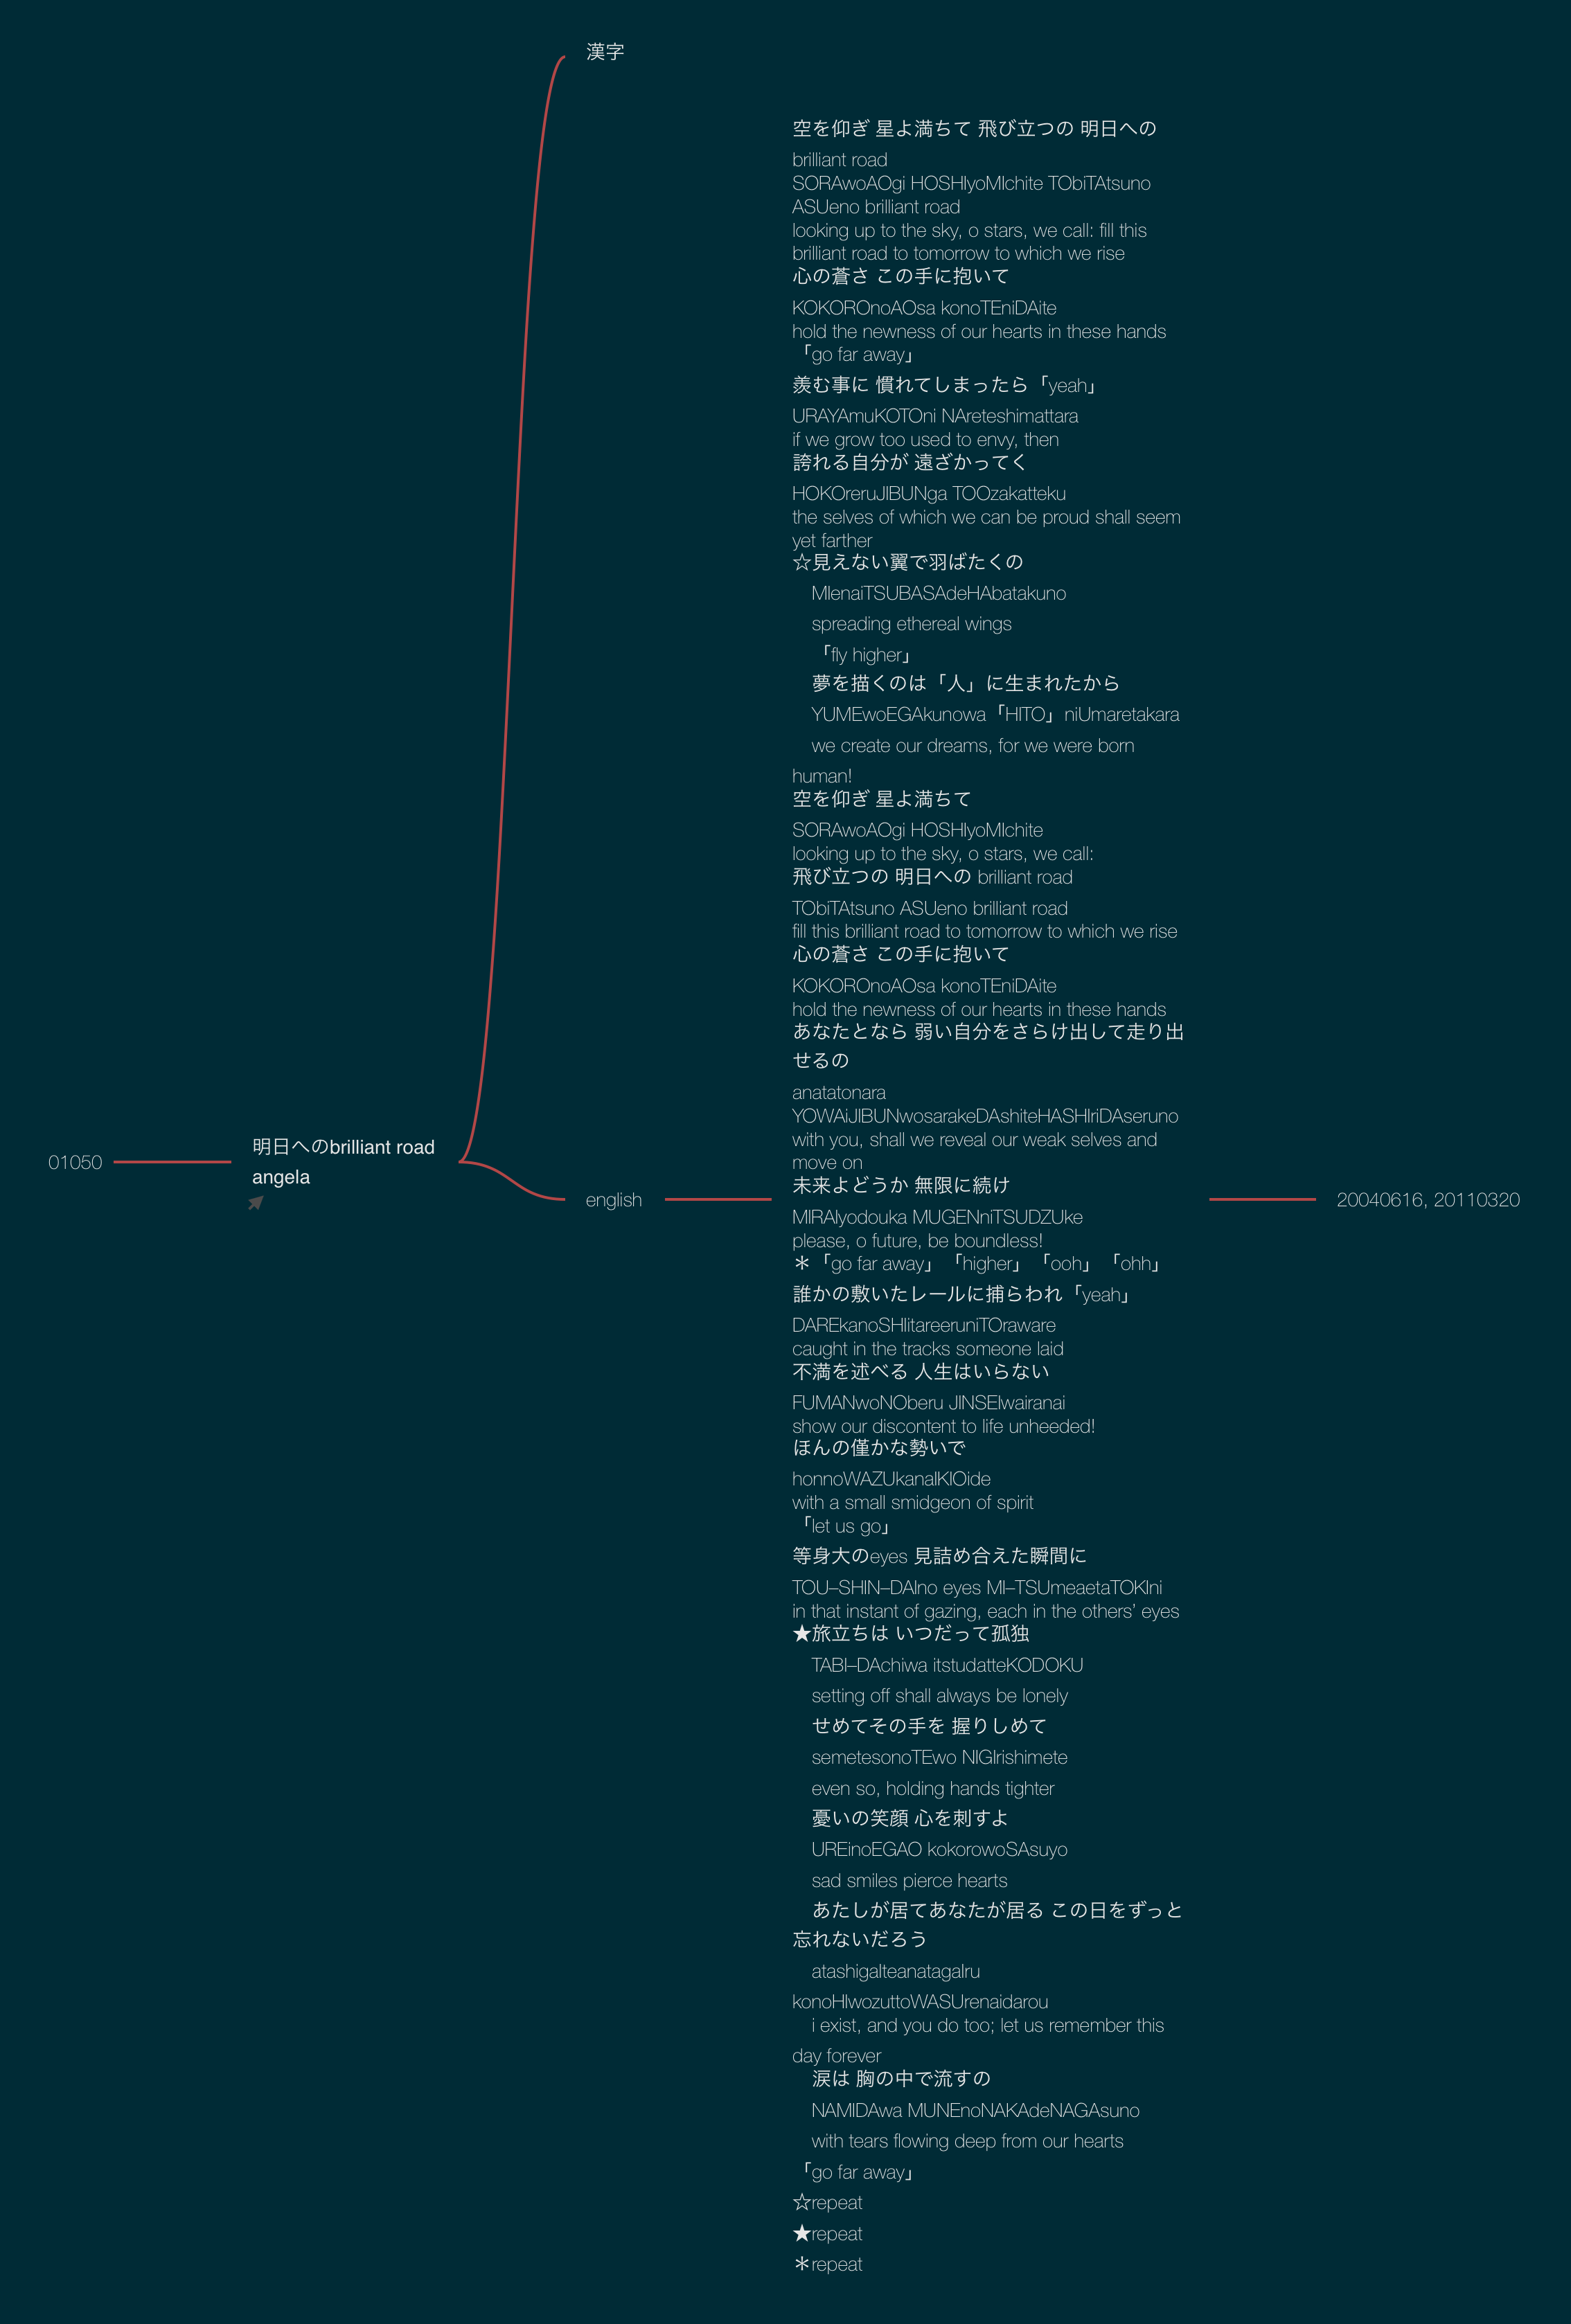 漢字
空を仰ぎ 星よ満ちて 飛び立つの 明日への
brilliant road
SORAwoAOgi HOSHIyoMIchite TObiTAtsuno
ASUeno brilliant road
looking up to the sky, o stars, we call: fill this
brilliant road to tomorrow to which we rise
心の蒼さ この手に抱いて
KOKOROnoAOsa konoTEniDAite
hold the newness of our hearts in these hands
「go far away」
羨む事に 慣れてしまったら「yeah」
URAYAmuKOTOni NAreteshimattara
if we grow too used to envy, then
誇れる自分が 遠ざかってく
HOKOreruJIBUNga TOOzakatteku
the selves of which we can be proud shall seem
yet farther
☆見えない翼で羽ばたくの
MIenaiTSUBASAdeHAbatakuno
spreading ethereal wings
「fly higher」
夢を描くのは「人」に生まれたから
YUMEwoEGAkunowa「HITO」niUmaretakara
we create our dreams, for we were born
human!
空を仰ぎ 星よ満ちて
SORAwoAOgi HOSHIyoMIchite
looking up to the sky, o stars, we call:
飛び立つの 明日への brilliant road
TObiTAtsuno ASUeno brilliant road
fill this brilliant road to tomorrow to which we rise
心の蒼さ この手に抱いて
KOKOROnoAOsa konoTEniDAite
hold the newness of our hearts in these hands
あなたとなら 弱い自分をさらけ出して走り出
せるの
anatatonara
YOWAiJIBUNwosarakeDAshiteHASHIriDAseruno
with you, shall we reveal our weak selves and
move on
未来よどうか 無限に続け
MIRAIyodouka MUGENniTSUDZUke
please, o future, be boundless!
＊「go far away」「higher」「ooh」「ohh」
誰かの敷いたレールに捕らわれ「yeah」
DAREkanoSHIitareeruniTOraware
caught in the tracks someone laid
不満を述べる 人生はいらない
FUMANwoNOberu JINSEIwairanai
show our discontent to life unheeded!
ほんの僅かな勢いで
honnoWAZUkanaIKIOide
with a small smidgeon of spirit
「let us go」
等身大のeyes 見詰め合えた瞬間に
TOU–SHIN–DAIno eyes MI–TSUmeaetaTOKIni
in that instant of gazing, each in the others’ eyes
★旅立ちは いつだって孤独
TABI–DAchiwa itstudatteKODOKU
setting off shall always be lonely
せめてその手を 握りしめて
semetesonoTEwo NIGIrishimete
even so, holding hands tighter
憂いの笑顔 心を刺すよ
UREinoEGAO kokorowoSAsuyo
sad smiles pierce hearts
あたしが居てあなたが居る この日をずっと
忘れないだろう
atashigaIteanatagaIru
konoHIwozuttoWASUrenaidarou
i exist, and you do too; let us remember this
day forever
涙は 胸の中で流すの
NAMIDAwa MUNEnoNAKAdeNAGAsuno
with tears flowing deep from our hearts
「go far away」
☆repeat
★repeat
＊repeat
01050
明日へのbrilliant road
angela
english
20040616, 20110320